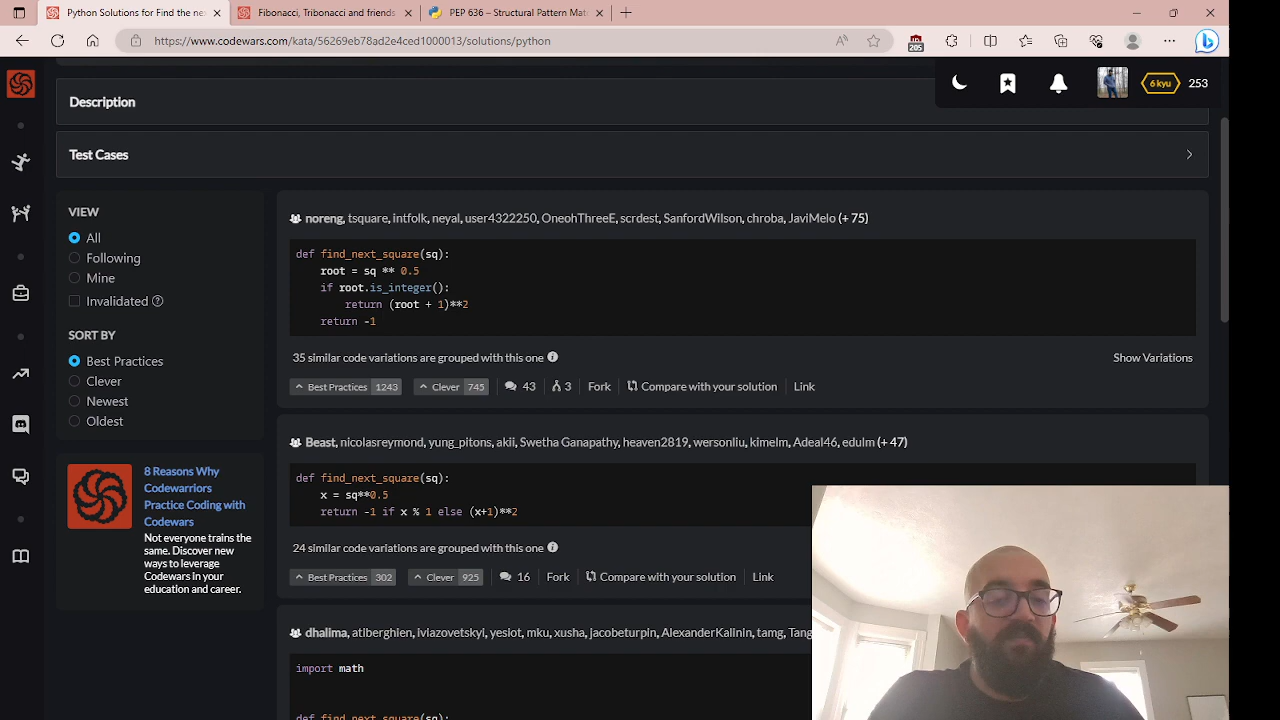 Python Solutions for Find the ne
Fibonacci, Tribonacci and friends
PEP 636 – Structural Pattern Mat
https://www.codewars.com/kata/56269eb78ad2e4ced1000013/solutions/python
205
6 kyu
253
Description
Test Cases
VIEW
All
Following
Mine
Invalidated
SORT BY
Best Practices
Clever
Newest
Oldest
8 Reasons Why
Codewarriors
Practice Coding with
Codewars
Not everyone trains the
same. Discover new
ways to leverage
Codewars in your
education and career.
noreng, tsquare, intfolk, neyal, user4322250, OneohThreeE, scrdest, SanfordWilson, chroba, JaviMelo (+ 75)
def find_next_square(sq):
    root = sq ** 0.5
    if root.is_integer():
        return (root + 1)**2
    return -1
35 similar code variations are grouped with this one
Show Variations
Best Practices 1243 Clever 745 43 3 Fork Compare with your solution Link
Beast, nicolasreymond, yung_pitons, akii, Swetha Ganapathy, heaven2819, wersonliu, kimelm, Adeal46, edulm (+ 47)
def find_next_square(sq):
    x = sq**0.5
    return -1 if x % 1 else (x+1)**2
24 similar code variations are grouped with this one
Best Practices 302 Clever 925 16 Fork Compare with your solution Link
dhalima, atlberghlen, iviazovetskyi, yeslot, mku, xusha, jacobeturpin, AlexanderKalinin, tamg, Tang
import math
def find_next_square(sq):